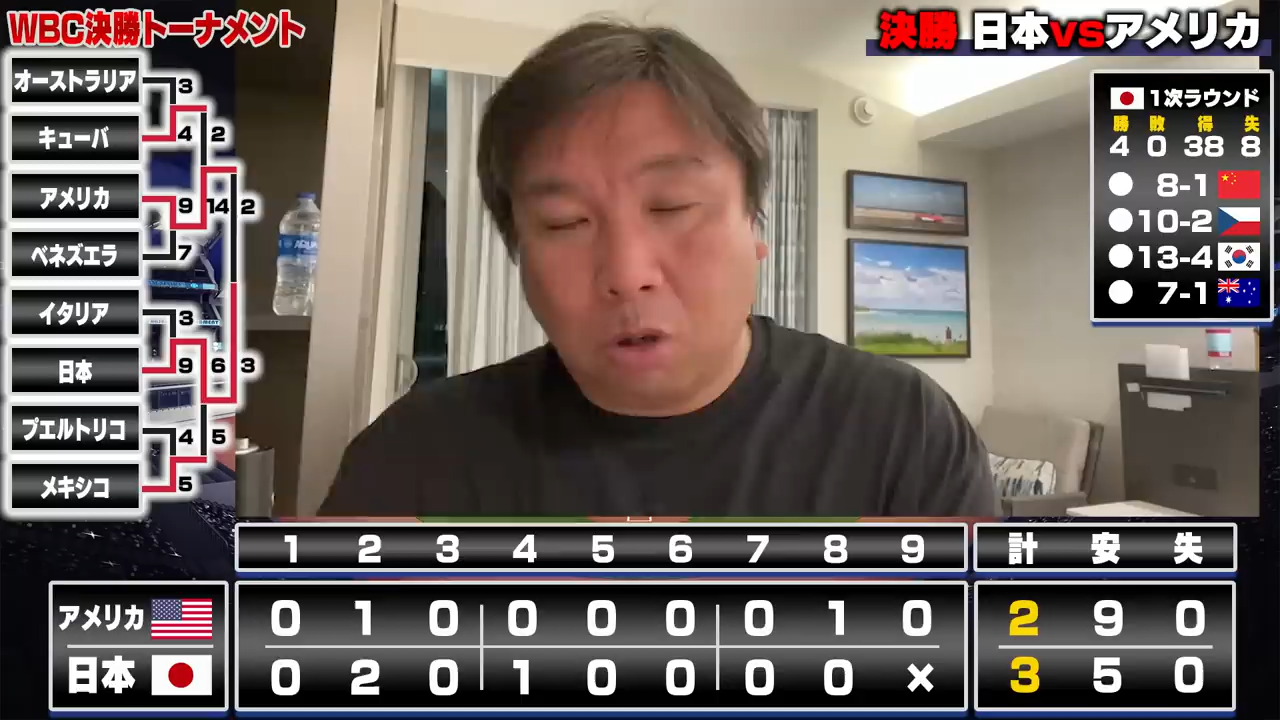 WBC決勝トーナメント
決勝 日本vsアメリカ
オーストラリア 3
キューバ 4 2
アメリカ 9 14 2
ベネズエラ 7
イタリア 3
日本 9 6 3
プエルトリコ 4 5
メキシコ 5
1次ラウンド
勝 敗 得 失
4 0 38 8
8-1
10-2
13-4
7-1
1 2 3 4 5 6 7 8 9 計 安 失
アメリカ 0 1 0 0 0 0 0 1 0 2 9 0
日本 0 2 0 1 0 0 0 0 × 3 5 0